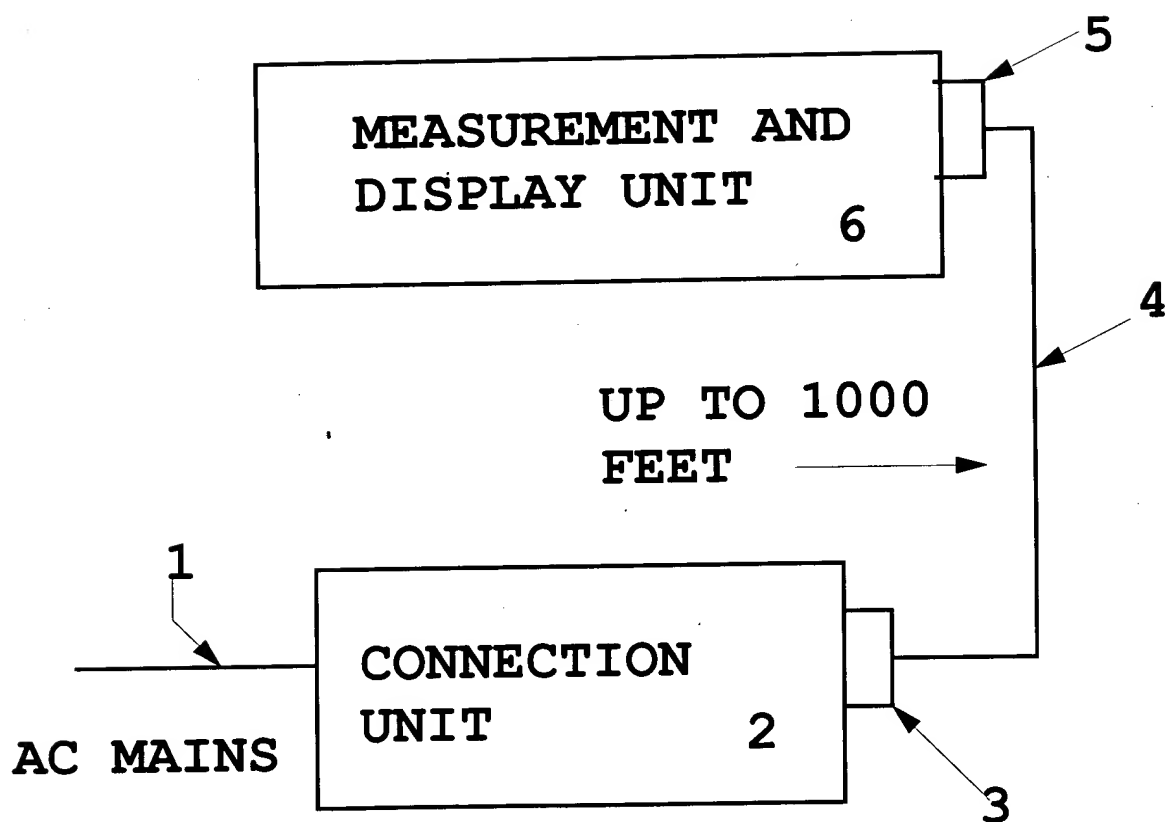 5
MEASUREMENT AND
DISPLAY UNIT
6
4
UP TO 1000
FEET
1
CONNECTION
UNIT
2
AC MAINS
3